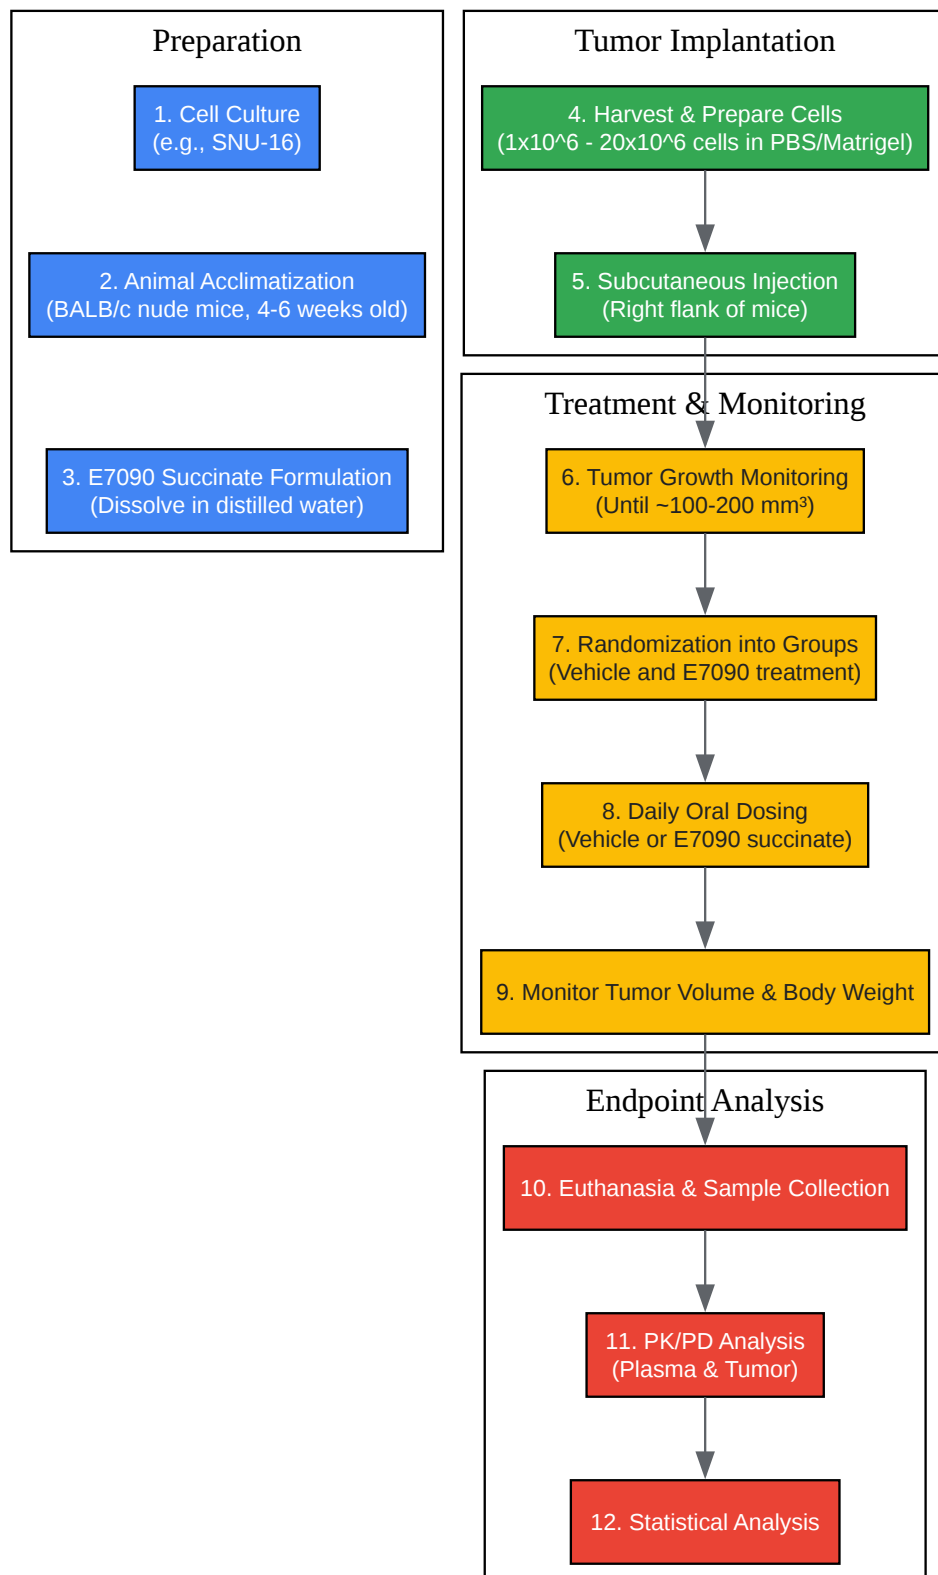 Preparation
1. Cell Culture
(e.g., SNU-16)
2. Animal Acclimatization
(BALB/c nude mice, 4-6 weeks old)
3. E7090 Succinate Formulation
(Dissolve in distilled water)
Tumor Implantation
4. Harvest & Prepare Cells
(1x10^6 - 20x10^6 cells in PBS/Matrigel)
5. Subcutaneous Injection
(Right flank of mice)
Treatment & Monitoring
6. Tumor Growth Monitoring
(Until ~100-200 mm³)
7. Randomization into Groups
(Vehicle and E7090 treatment)
8. Daily Oral Dosing
(Vehicle or E7090 succinate)
9. Monitor Tumor Volume & Body Weight
Endpoint Analysis
10. Euthanasia & Sample Collection
11. PK/PD Analysis
(Plasma & Tumor)
12. Statistical Analysis